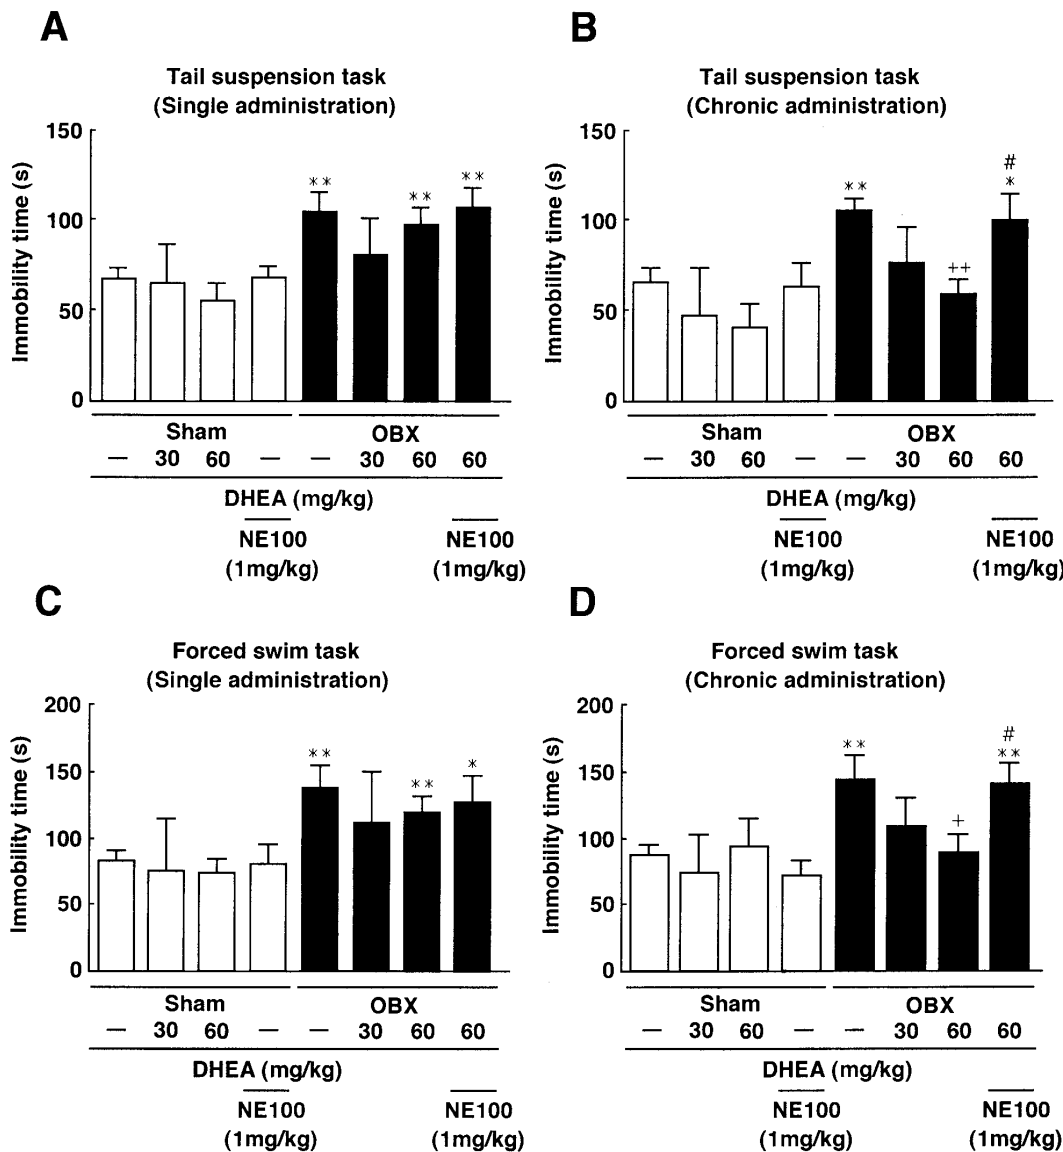 A
Tail suspension task
(Single administration)
Immobility time (s)
150
100
50
0
** ** **
Sham OBX
— 30 60 — — 30 60 60
DHEA (mg/kg)
NE100 NE100
(1mg/kg) (1mg/kg)
B
Tail suspension task
(Chronic administration)
Immobility time (s)
150
100
50
0
#
** ++ *
Sham OBX
— 30 60 — — 30 60 60
DHEA (mg/kg)
NE100 NE100
(1mg/kg) (1mg/kg)
C
Forced swim task
(Single administration)
Immobility time (s)
200
150
100
50
0
** ** *
Sham OBX
— 30 60 — — 30 60 60
DHEA (mg/kg)
NE100 NE100
(1mg/kg) (1mg/kg)
D
Forced swim task
(Chronic administration)
Immobility time (s)
200
150
100
50
0
#
** + **
Sham OBX
— 30 60 — — 30 60 60
DHEA (mg/kg)
NE100 NE100
(1mg/kg) (1mg/kg)